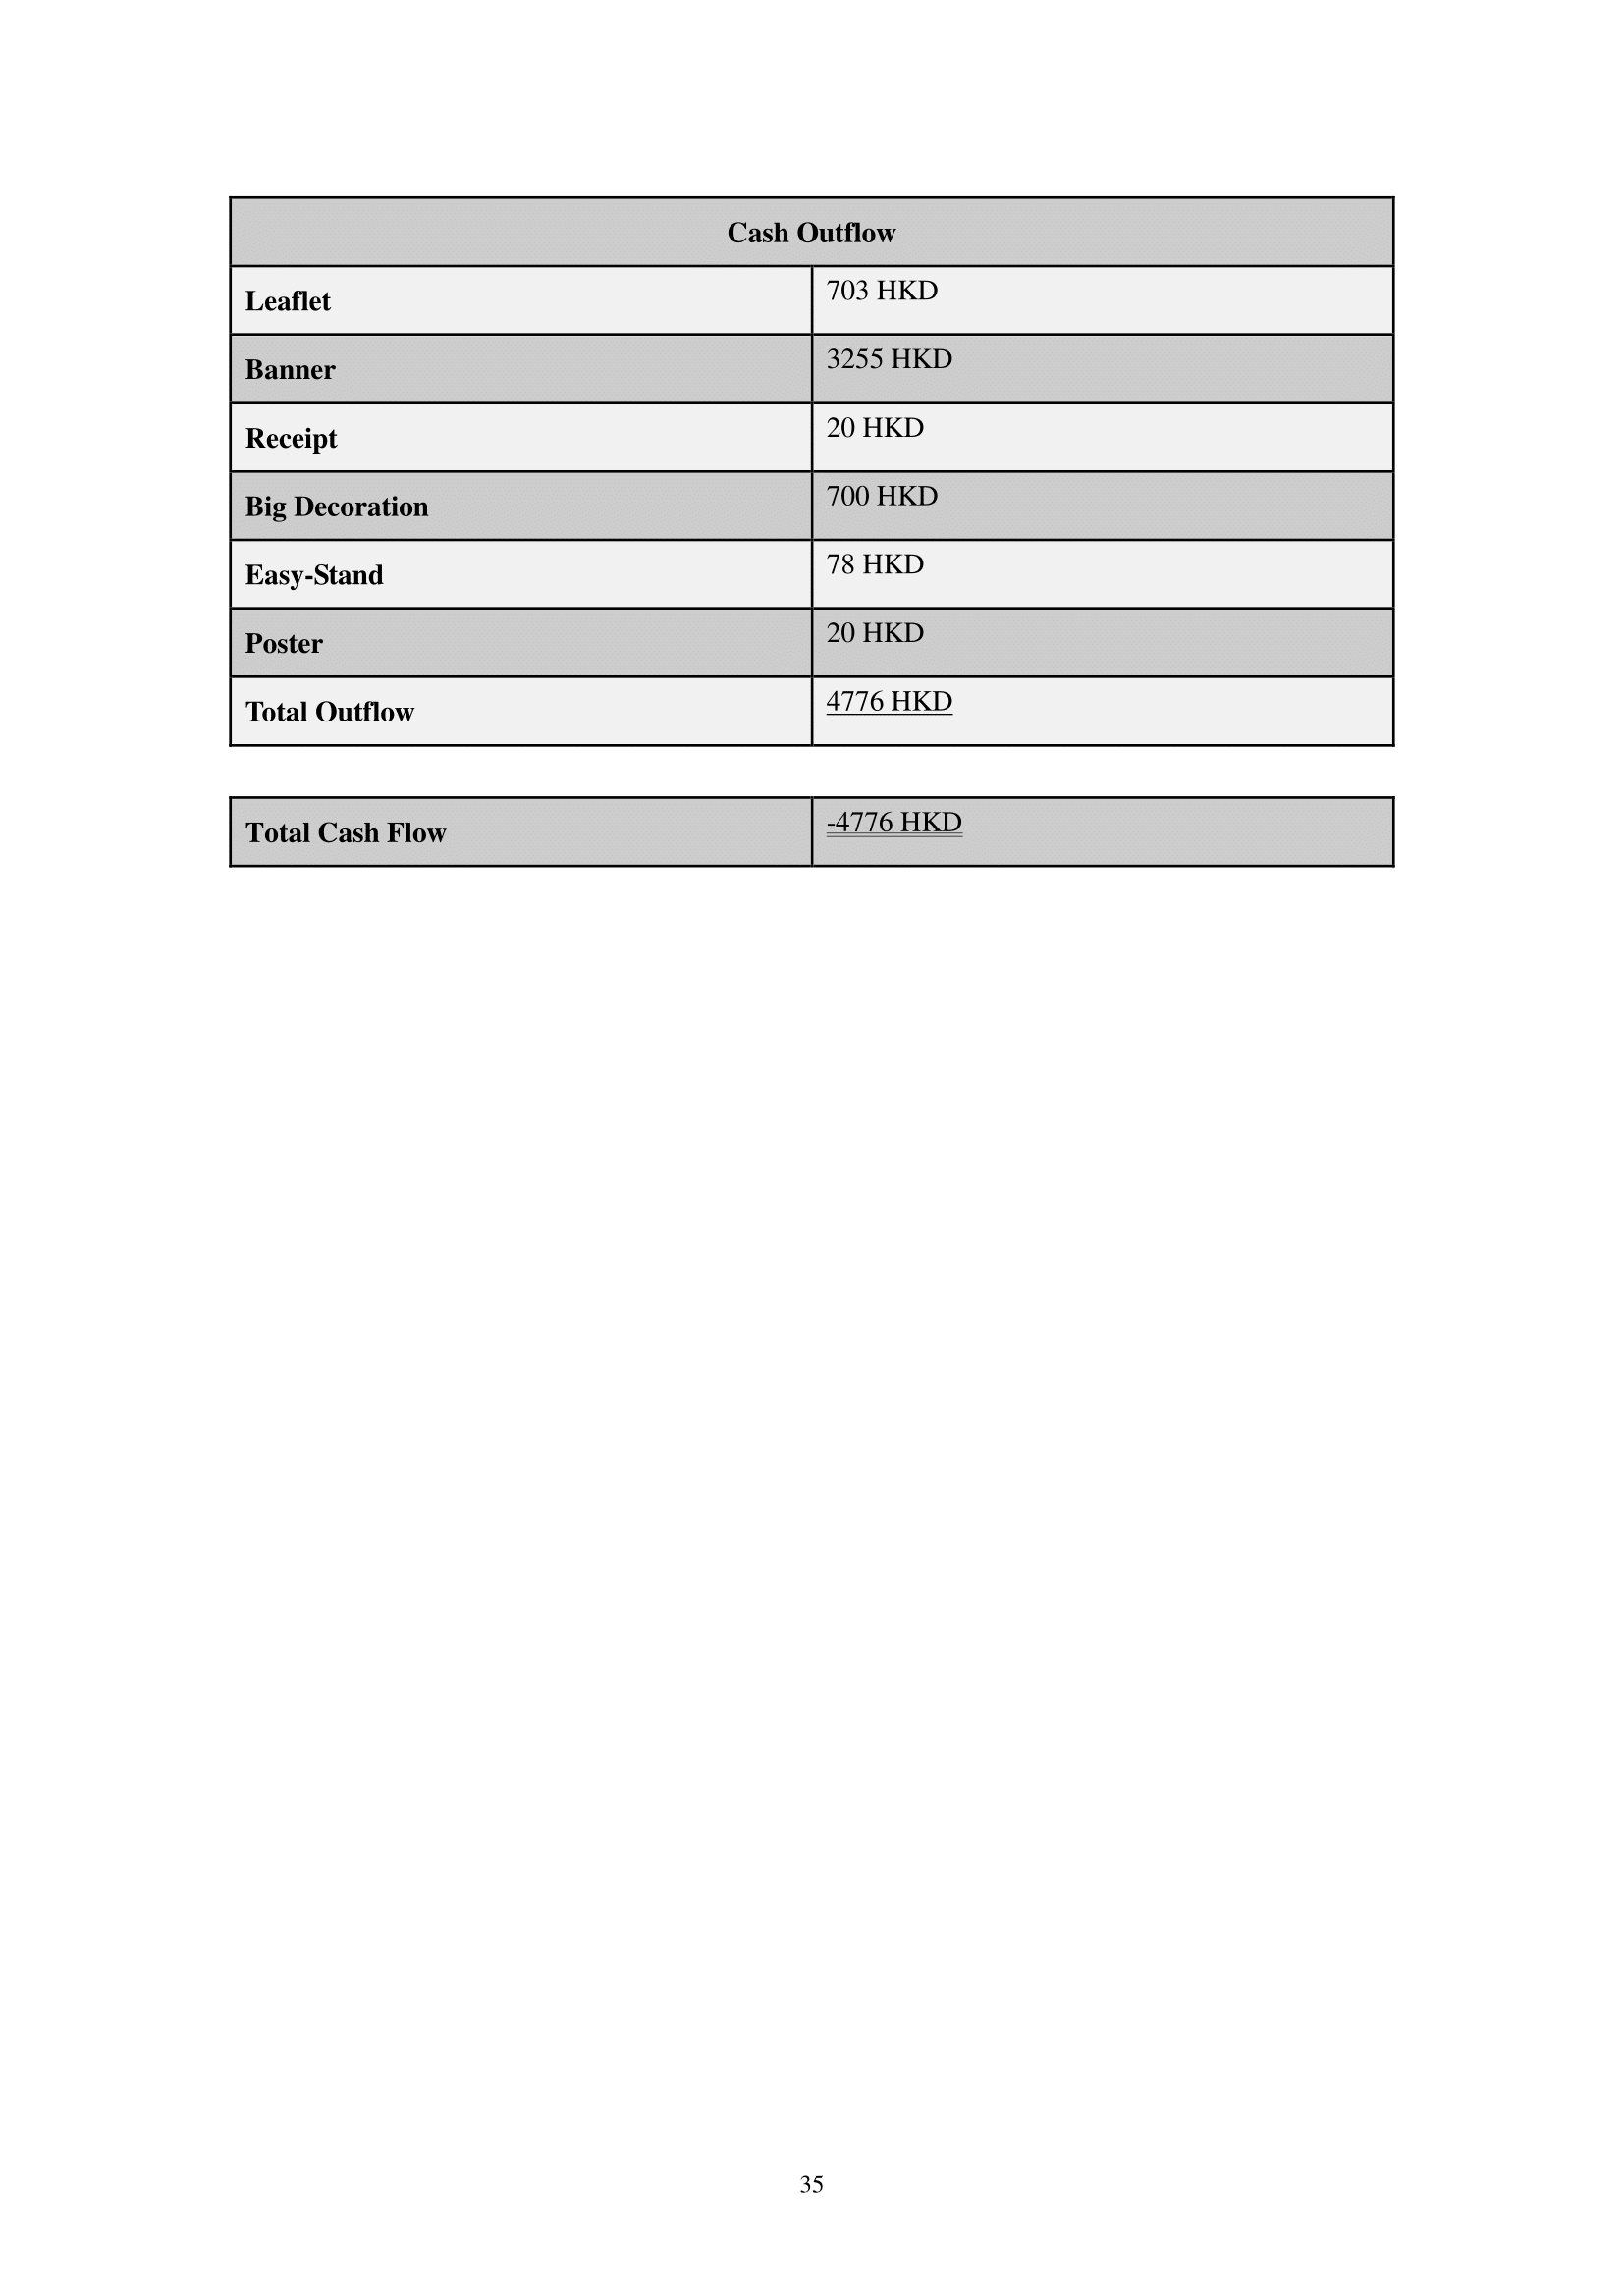 Cash Outflow
Leaflet 703 HKD
Banner 3255 HKD
Receipt 20 HKD
Big Decoration 700 HKD
Easy-Stand 78 HKD
Poster 20 HKD
Total Outflow 4776 HKD
Total Cash Flow -4776 HKD
35